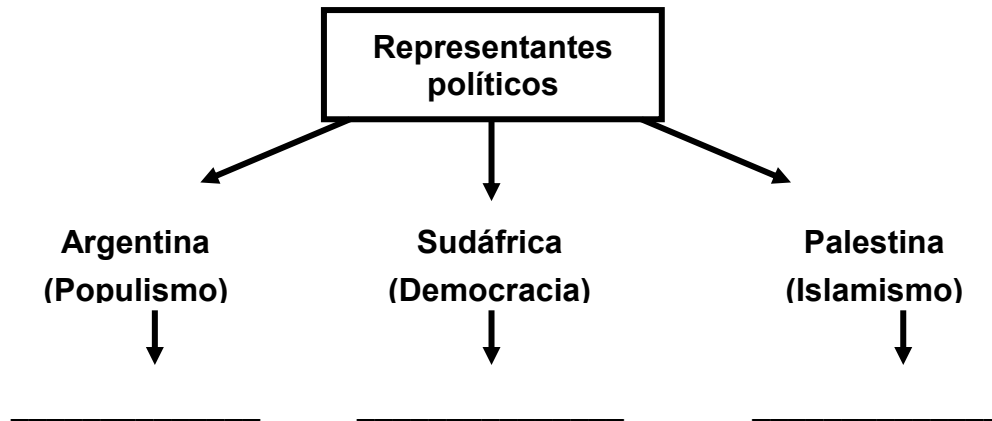 Representantes
políticos
Argentina
(Populismo)
Sudáfrica
(Democracia)
Palestina
(Islamismo)